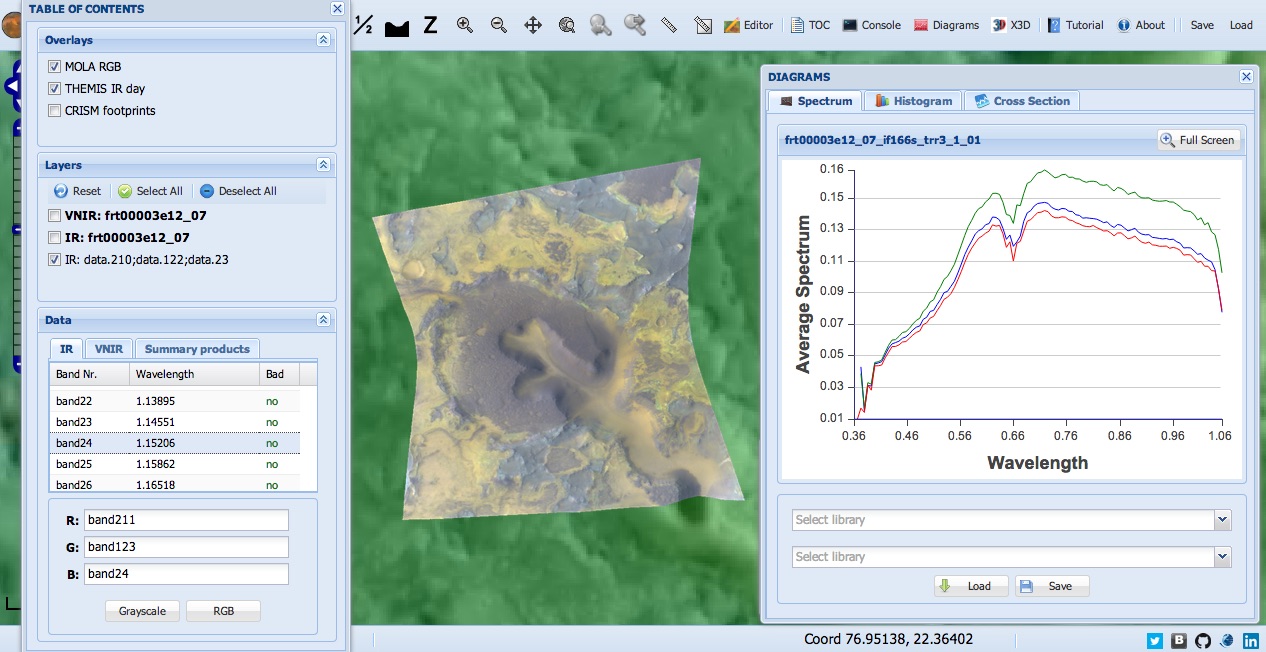 TABLE OF CONTENTS
Overlays
MOLA RGB
THEMIS IR day
CRISM footprints
Layers
Reset Select All Deselect All
VNIR: frt00003e12_07
IR: frt00003e12_07
IR: data.210;data.122;data.23
Data
IR VNIR Summary products
Band Nr. Wavelength Bad
band22 1.13895 no
band23 1.14551 no
band24 1.15206 no
band25 1.15862 no
band26 1.16518 no
R: band211
G: band123
B: band24
Grayscale RGB
1/2 Z Editor TOC Console Diagrams 3D X3D Tutorial About Save Load
DIAGRAMS
Spectrum Histogram Cross Section
frt00003e12_07_if166s_trr3_1_01 Full Screen
Average Spectrum
0.16
0.15
0.13
0.11
0.09
0.07
0.05
0.03
0.01
0.36 0.46 0.56 0.66 0.76 0.86 0.96 1.06
Wavelength
Select library
Select library
Load Save
Coord 76.95138, 22.36402
B in